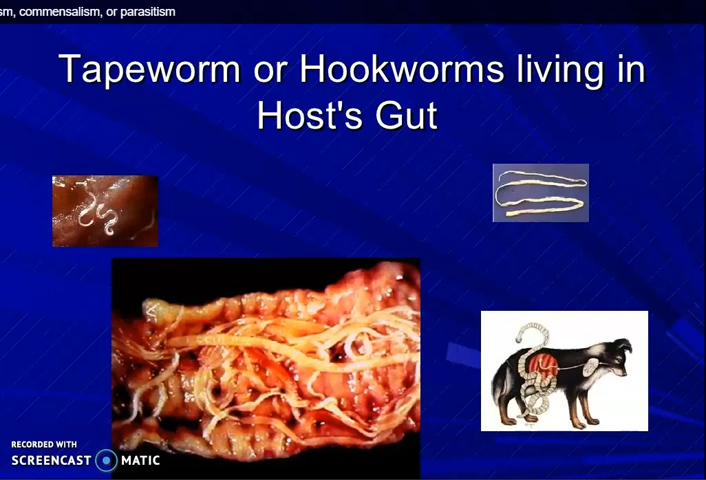 sm, commensalism, or parasitism
Tapeworm or Hookworms living in
Host's Gut
RECORDED WITH
SCREENCAST MATIC